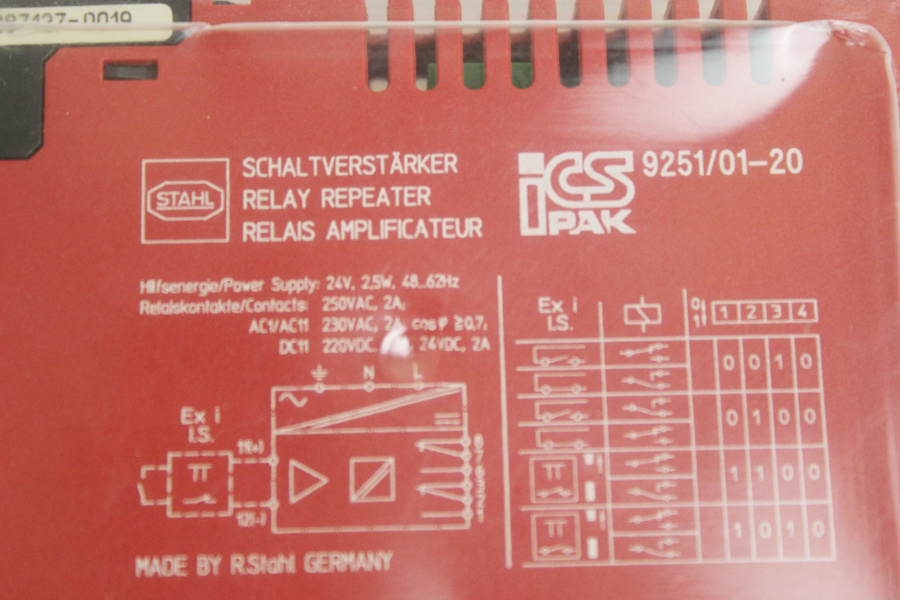 -0019
STAHL
SCHALTVERSTÄRKER
RELAY REPEATER
RELAIS AMPLIFICATEUR
iCS PAK
9251/01-20
Hilfsenergie/Power Supply: 24V, 2.5W, 48...62Hz
Relaiskontakte/Contacts: 250VAC, 2A,
AC1/AC11 230VAC, 2A, cos φ ≧0.7,
DC11 220VDC, 24VDC, 2A
Ex i
I.S.
0
1
1 2 3 4
0 0 1 0
0 1 0 0
1 1 0 0
1 0 1 0
N L
Ex i
I.S.
11(+)
12(-)
MADE BY R.Stahl GERMANY